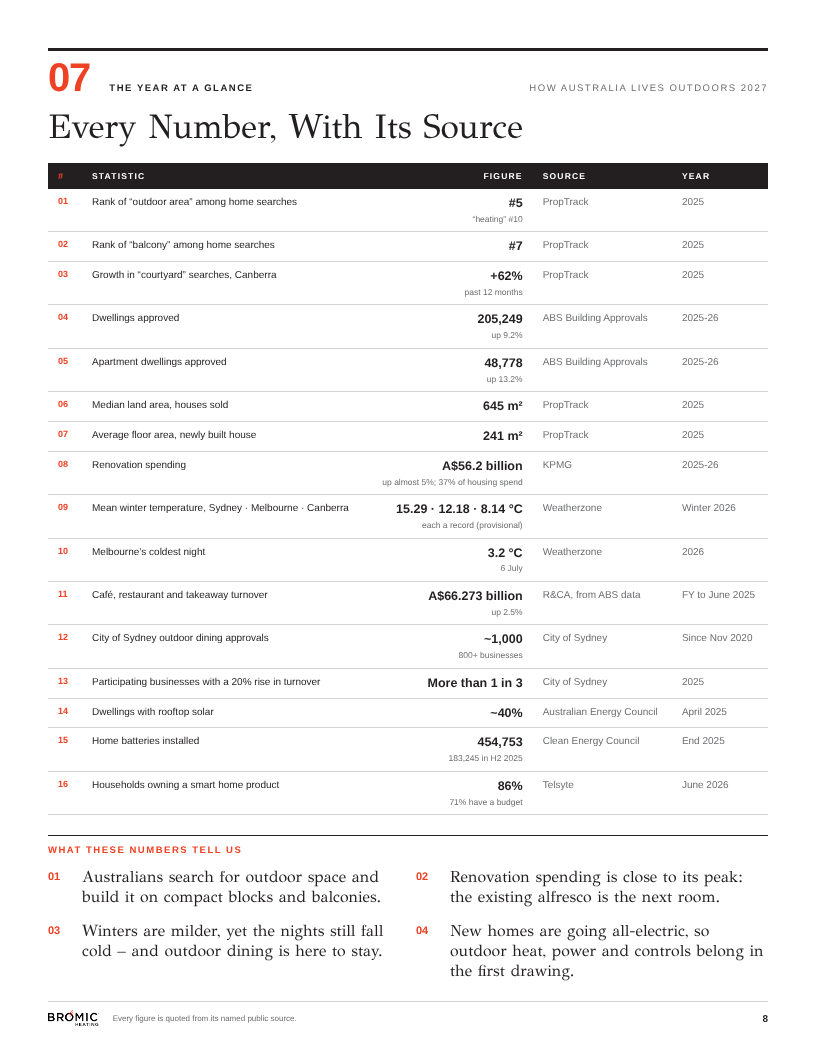 07 THE YEAR AT A GLANCE HOW AUSTRALIA LIVES OUTDOORS 2027
Every Number, With Its Source
# STATISTIC FIGURE SOURCE YEAR
01 Rank of “outdoor area” among home searches #5 PropTrack 2025
“heating” #10
02 Rank of “balcony” among home searches #7 PropTrack 2025
03 Growth in “courtyard” searches, Canberra +62% PropTrack 2025
past 12 months
04 Dwellings approved 205,249 ABS Building Approvals 2025-26
up 9.2%
05 Apartment dwellings approved 48,778 ABS Building Approvals 2025-26
up 13.2%
06 Median land area, houses sold 645 m² PropTrack 2025
07 Average floor area, newly built house 241 m² PropTrack 2025
08 Renovation spending A$56.2 billion KPMG 2025-26
up almost 5%; 37% of housing spend
09 Mean winter temperature, Sydney · Melbourne · Canberra 15.29 · 12.18 · 8.14 °C Weatherzone Winter 2026
each a record (provisional)
10 Melbourne’s coldest night 3.2 °C Weatherzone 2026
6 July
11 Café, restaurant and takeaway turnover A$66.273 billion R&CA, from ABS data FY to June 2025
up 2.5%
12 City of Sydney outdoor dining approvals ~1,000 City of Sydney Since Nov 2020
800+ businesses
13 Participating businesses with a 20% rise in turnover More than 1 in 3 City of Sydney 2025
14 Dwellings with rooftop solar ~40% Australian Energy Council April 2025
15 Home batteries installed 454,753 Clean Energy Council End 2025
183,245 in H2 2025
16 Households owning a smart home product 86% Telsyte June 2026
71% have a budget
WHAT THESE NUMBERS TELL US
01 Australians search for outdoor space and
build it on compact blocks and balconies.
02 Renovation spending is close to its peak:
the existing alfresco is the next room.
03 Winters are milder, yet the nights still fall
cold – and outdoor dining is here to stay.
04 New homes are going all-electric, so
outdoor heat, power and controls belong in
the first drawing.
BROMIC HEATING Every figure is quoted from its named public source. 8